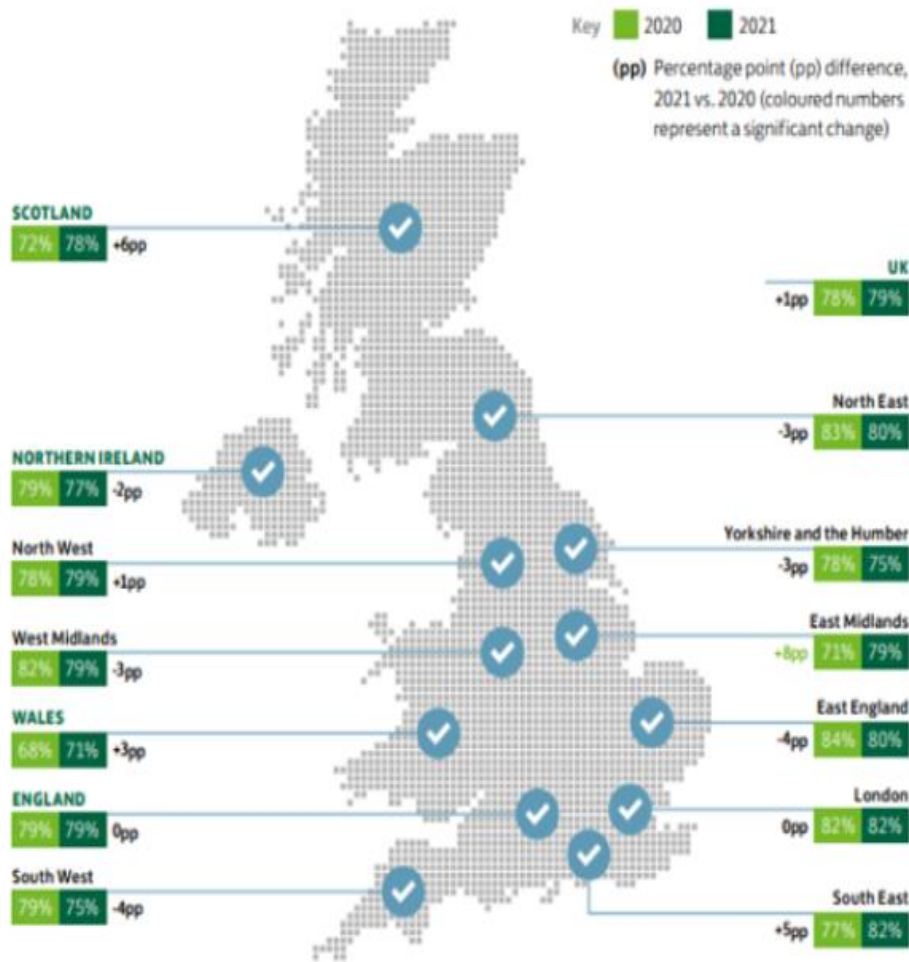 Key 2020 2021
(pp) Percentage point (pp) difference,
2021 vs. 2020 (coloured numbers
represent a significant change)
SCOTLAND
72% 78% +6pp
UK
+1pp 78% 79%
North East
-3pp 83% 80%
NORTHERN IRELAND
79% 77% -2pp
Yorkshire and the Humber
-3pp 78% 75%
North West
78% 79% +1pp
East Midlands
+8pp 71% 79%
West Midlands
82% 79% -3pp
East England
-4pp 84% 80%
WALES
68% 71% +3pp
London
0pp 82% 82%
ENGLAND
79% 79% 0pp
South West
79% 75% -4pp
South East
+5pp 77% 82%